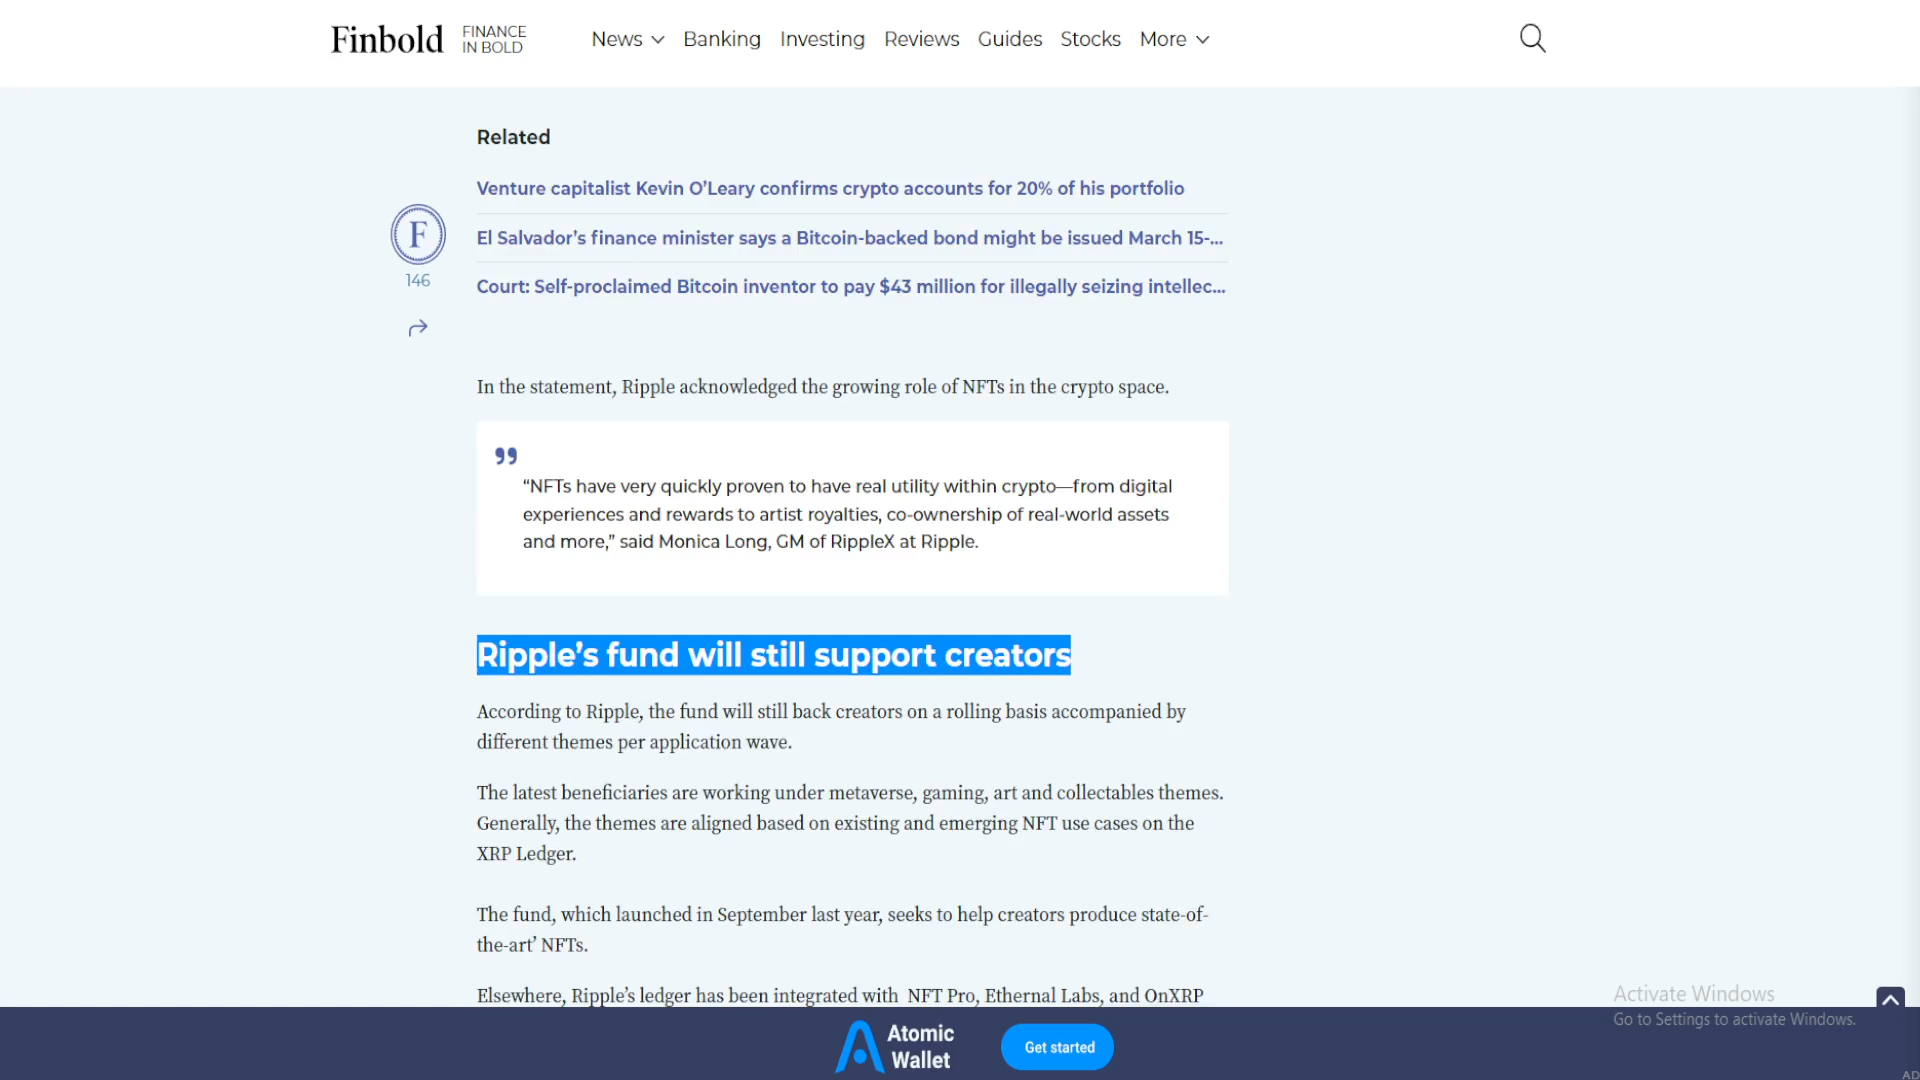 Finbold FINANCE
IN BOLD
News Banking Investing Reviews Guides Stocks More
Related
Venture capitalist Kevin O’Leary confirms crypto accounts for 20% of his portfolio
El Salvador’s finance minister says a Bitcoin-backed bond might be issued March 15-...
Court: Self-proclaimed Bitcoin inventor to pay $43 million for illegally seizing intellec...
F
146
In the statement, Ripple acknowledged the growing role of NFTs in the crypto space.
”
“NFTs have very quickly proven to have real utility within crypto—from digital
experiences and rewards to artist royalties, co-ownership of real-world assets
and more,” said Monica Long, GM of RippleX at Ripple.
Ripple’s fund will still support creators
According to Ripple, the fund will still back creators on a rolling basis accompanied by
different themes per application wave.
The latest beneficiaries are working under metaverse, gaming, art and collectables themes.
Generally, the themes are aligned based on existing and emerging NFT use cases on the
XRP Ledger.
The fund, which launched in September last year, seeks to help creators produce state-of-
the-art’ NFTs.
Elsewhere, Ripple’s ledger has been integrated with NFT Pro, Ethernal Labs, and OnXRP
Activate Windows
Go to Settings to activate Windows.
Atomic
Wallet
Get started
AD